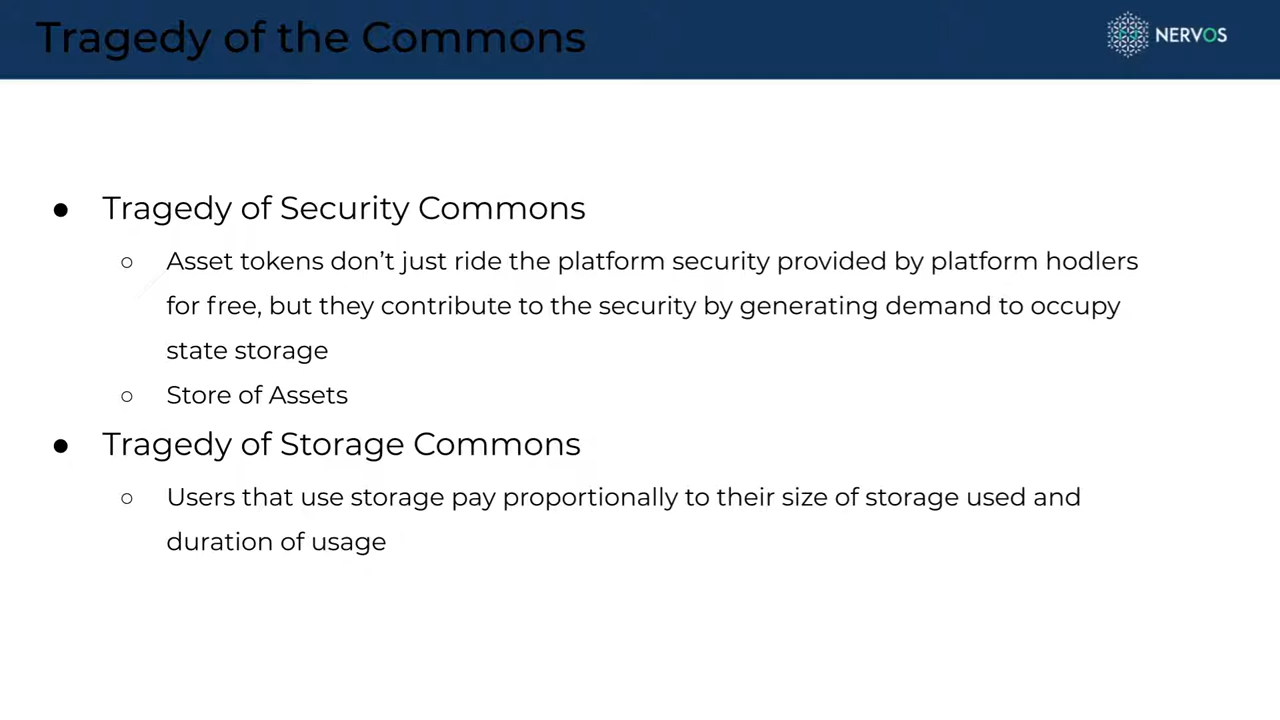 Tragedy of the Commons
NERVOS
● Tragedy of Security Commons
○ Asset tokens don’t just ride the platform security provided by platform hodlers
for free, but they contribute to the security by generating demand to occupy
state storage
○ Store of Assets
● Tragedy of Storage Commons
○ Users that use storage pay proportionally to their size of storage used and
duration of usage